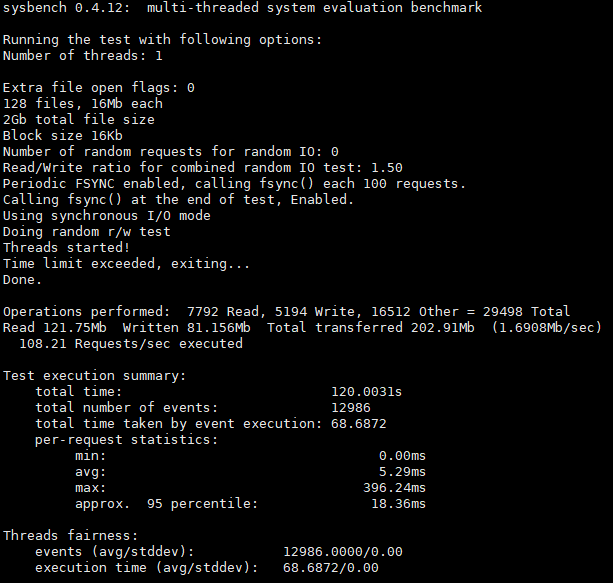 sysbench 0.4.12:  multi-threaded system evaluation benchmark

Running the test with following options:
Number of threads: 1

Extra file open flags: 0
128 files, 16Mb each
2Gb total file size
Block size 16Kb
Number of random requests for random IO: 0
Read/Write ratio for combined random IO test: 1.50
Periodic FSYNC enabled, calling fsync() each 100 requests.
Calling fsync() at the end of test, Enabled.
Using synchronous I/O mode
Doing random r/w test
Threads started!
Time limit exceeded, exiting...
Done.

Operations performed:  7792 Read, 5194 Write, 16512 Other = 29498 Total
Read 121.75Mb  Written 81.156Mb  Total transferred 202.91Mb  (1.6908Mb/sec)
  108.21 Requests/sec executed

Test execution summary:
    total time:                          120.0031s
    total number of events:              12986
    total time taken by event execution: 68.6872
    per-request statistics:
         min:                                  0.00ms
         avg:                                  5.29ms
         max:                                396.24ms
         approx.  95 percentile:              18.36ms

Threads fairness:
    events (avg/stddev):           12986.0000/0.00
    execution time (avg/stddev):   68.6872/0.00